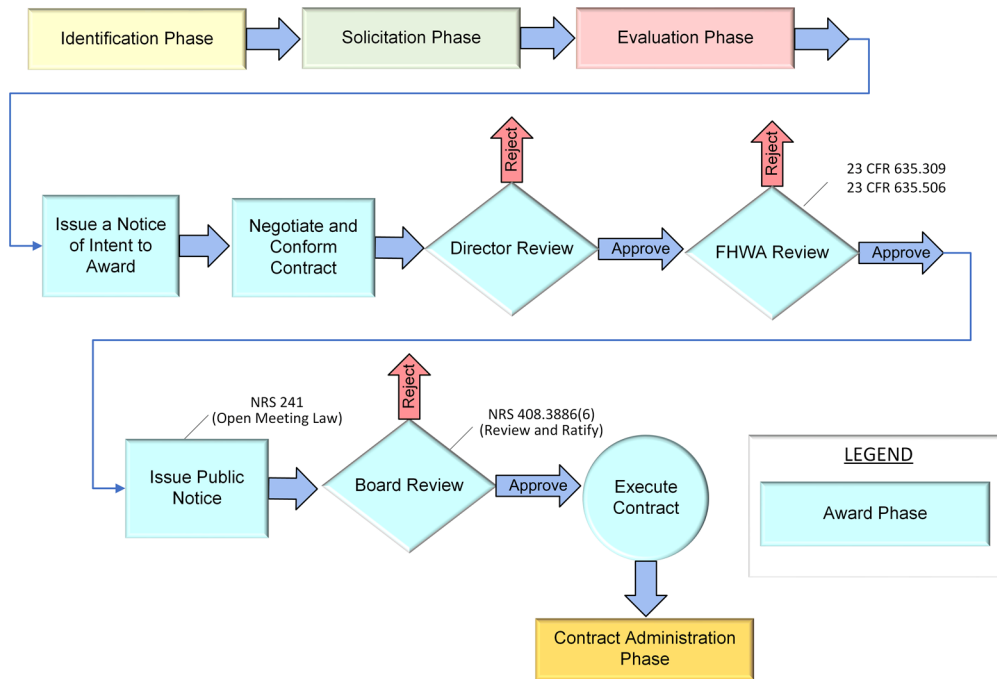 Identification Phase
Solicitation Phase
Evaluation Phase
Reject
Reject
23 CFR 635.309
23 CFR 635.506
Issue a Notice
of Intent to
Award
Negotiate and
Conform
Contract
Director Review
Approve
FHWA Review
Approve
Reject
NRS 241
(Open Meeting Law)
NRS 408.3886(6)
(Review and Ratify)
Issue Public
Notice
Board Review
Approve
Execute
Contract
LEGEND
Award Phase
Contract Administration
Phase